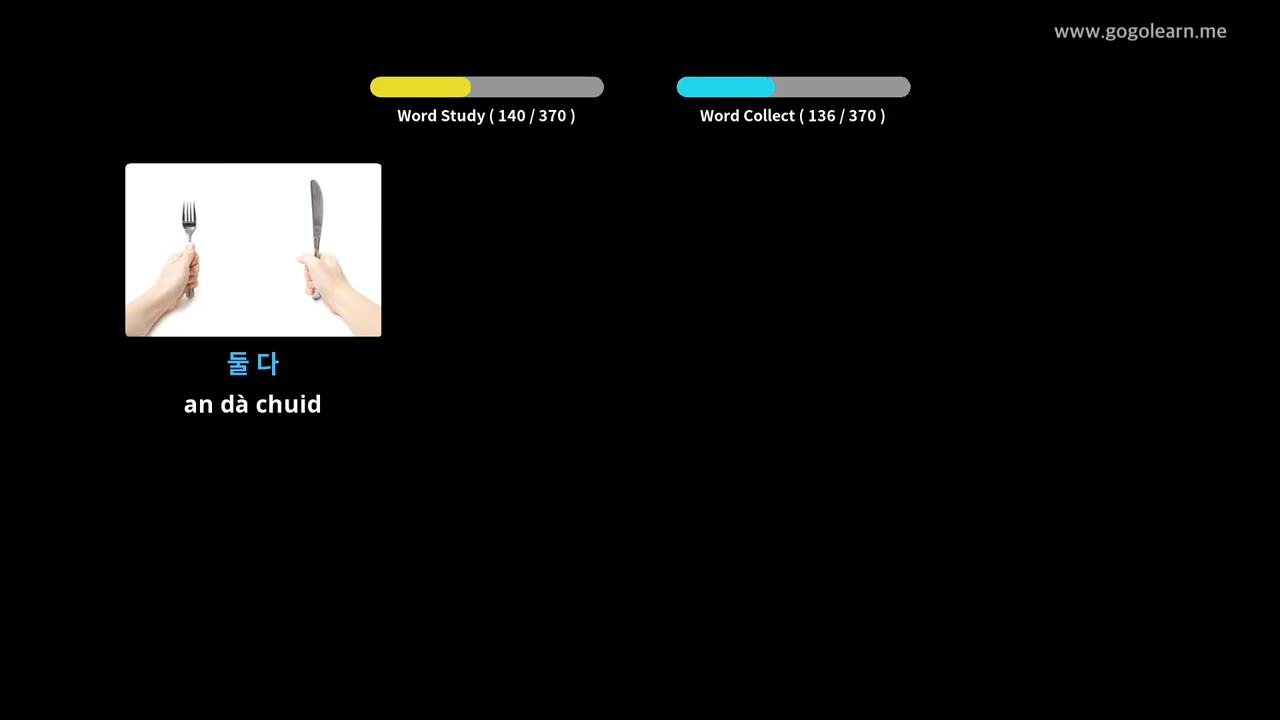 www.gogolearn.me
Word Study ( 140 / 370 )
Word Collect ( 136 / 370 )
둘 다
an dà chuid